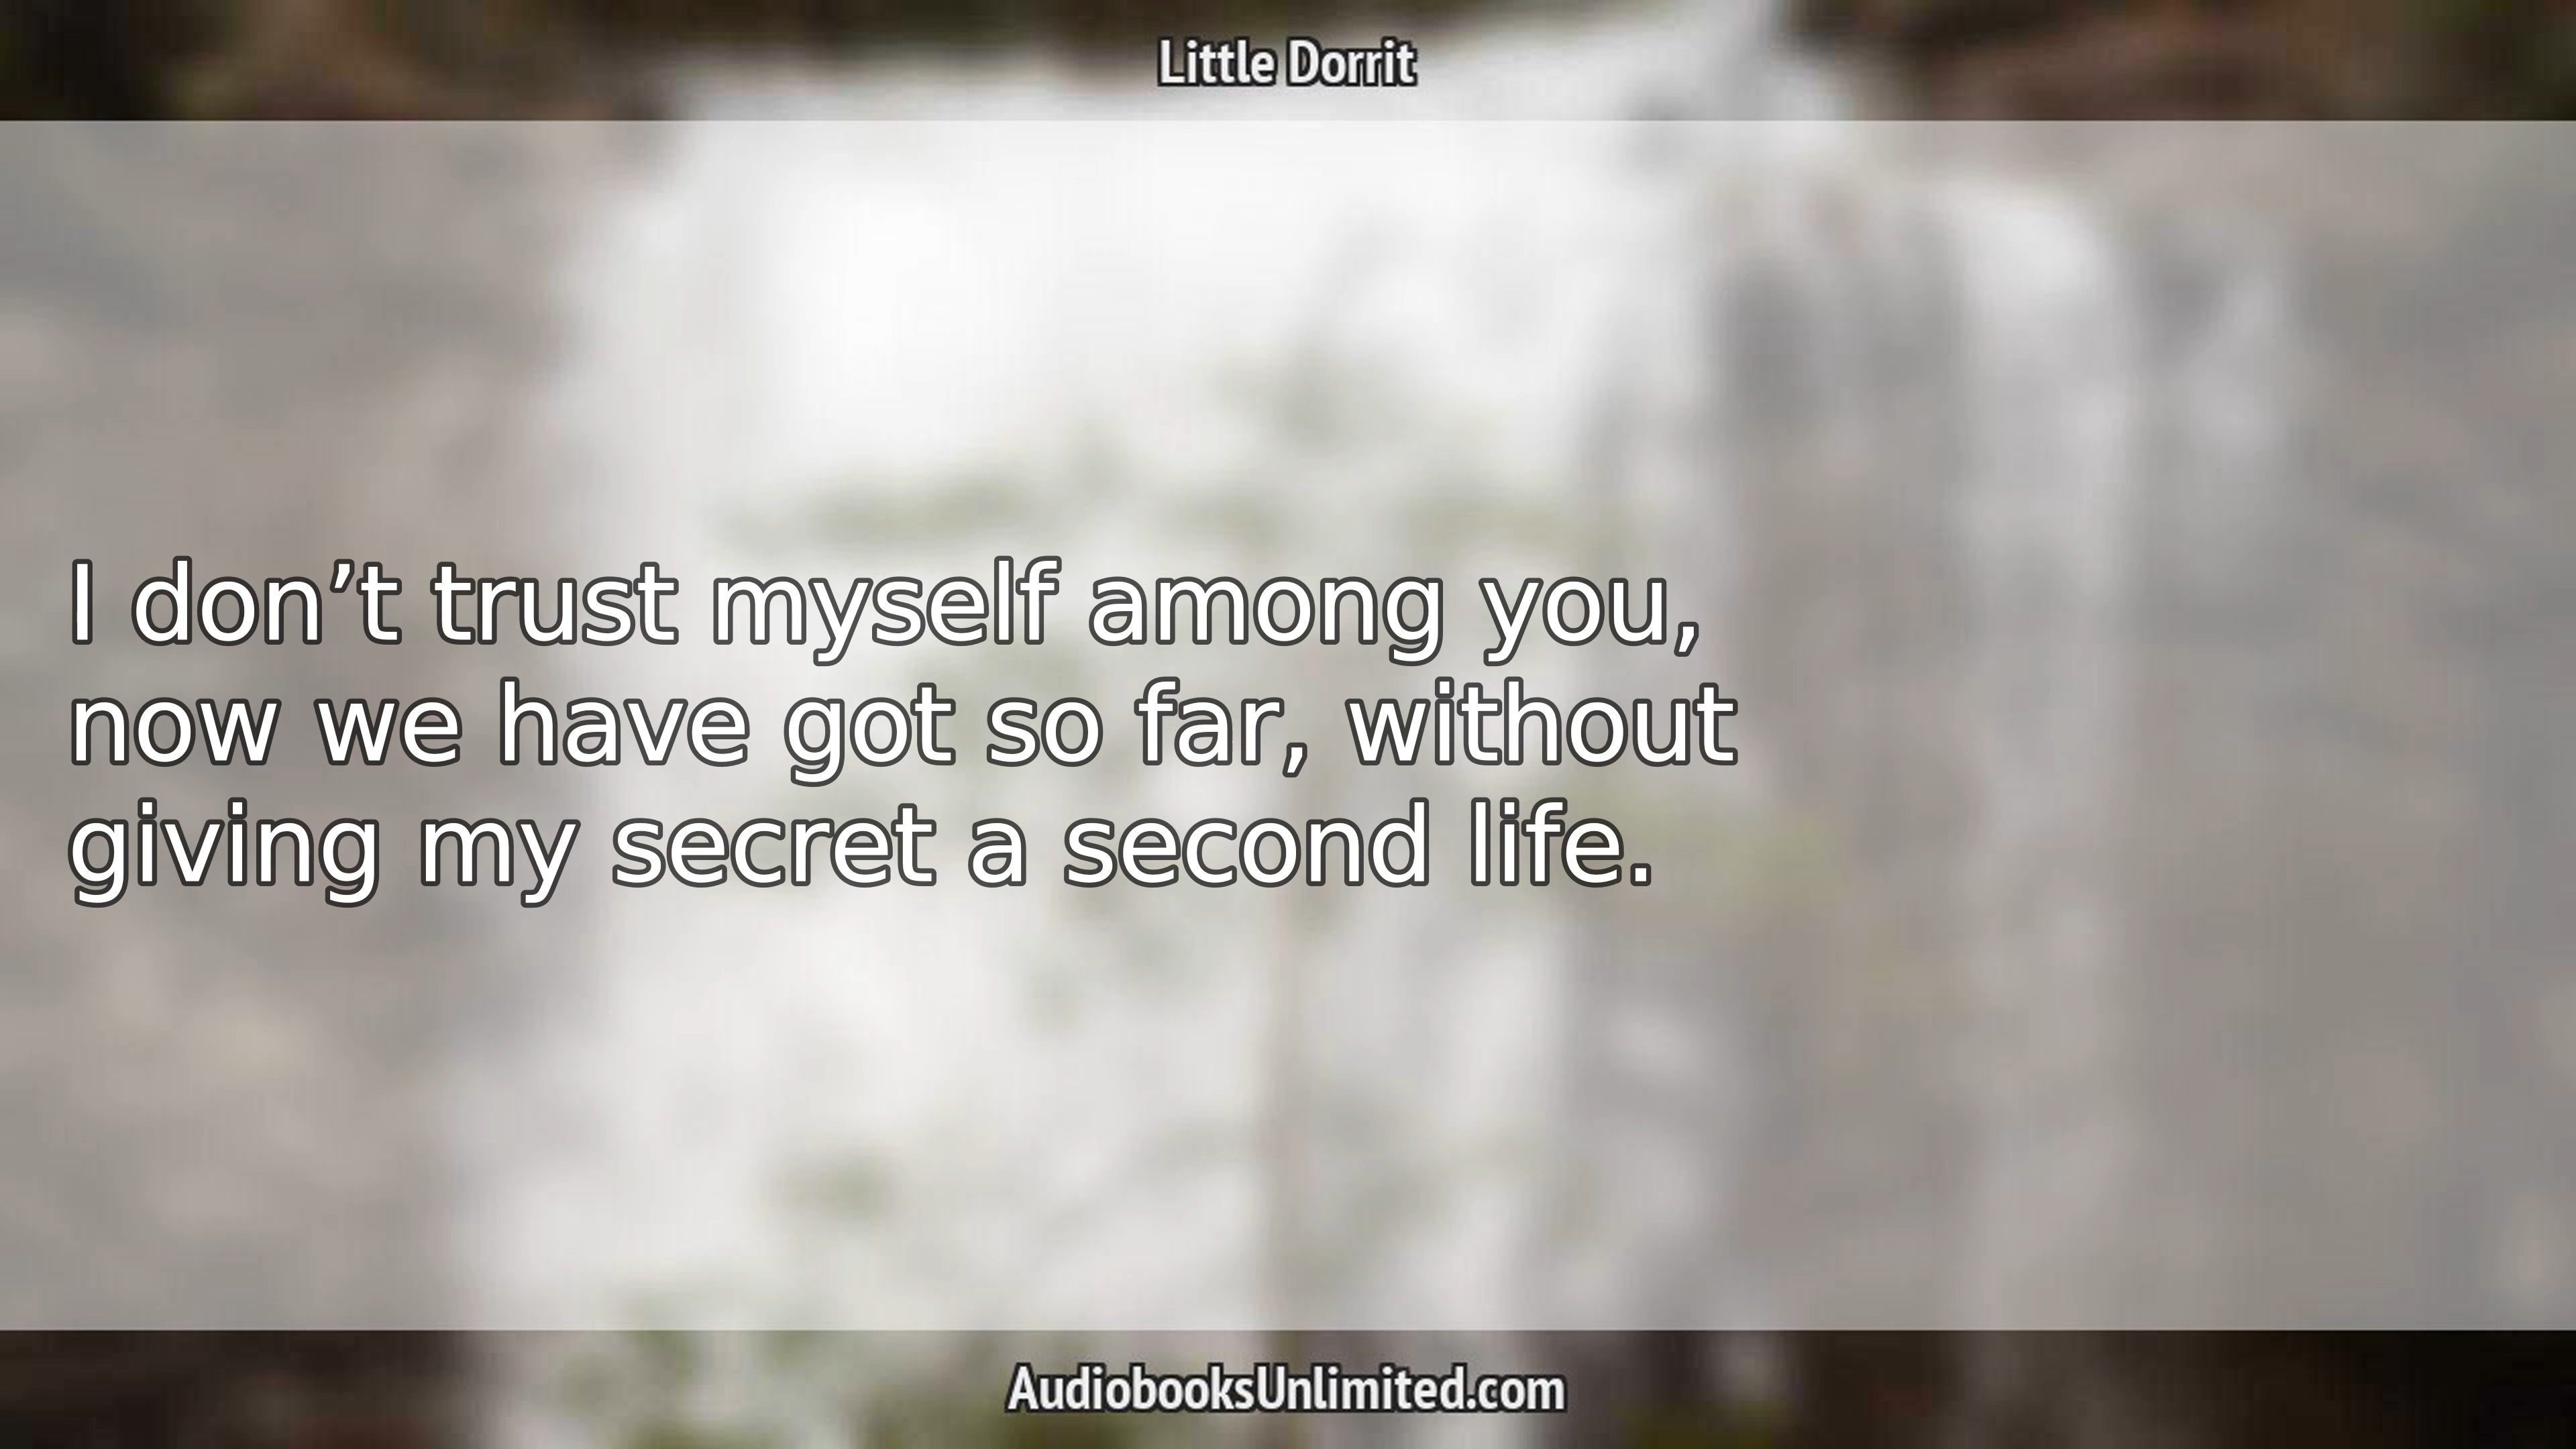 Little Dorrit
I don’t trust myself among you,
now we have got so far, without
giving my secret a second life.
AudiobooksUnlimited.com